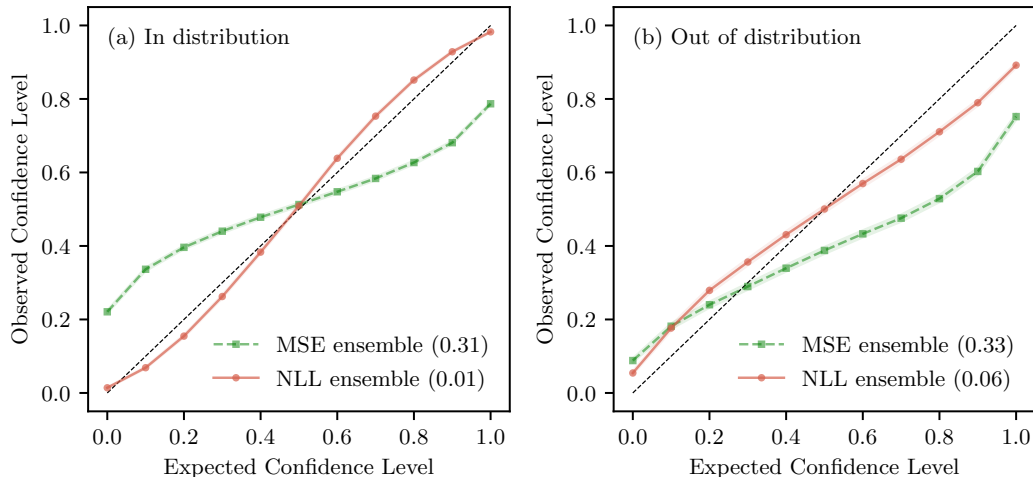 (a) In distribution
1.0
0.8
0.6
0.4
0.2
0.0
Observed Confidence Level
MSE ensemble (0.31)
NLL ensemble (0.01)
0.0 0.2 0.4 0.6 0.8 1.0
Expected Confidence Level
(b) Out of distribution
1.0
0.8
0.6
0.4
0.2
0.0
Observed Confidence Level
MSE ensemble (0.33)
NLL ensemble (0.06)
0.0 0.2 0.4 0.6 0.8 1.0
Expected Confidence Level